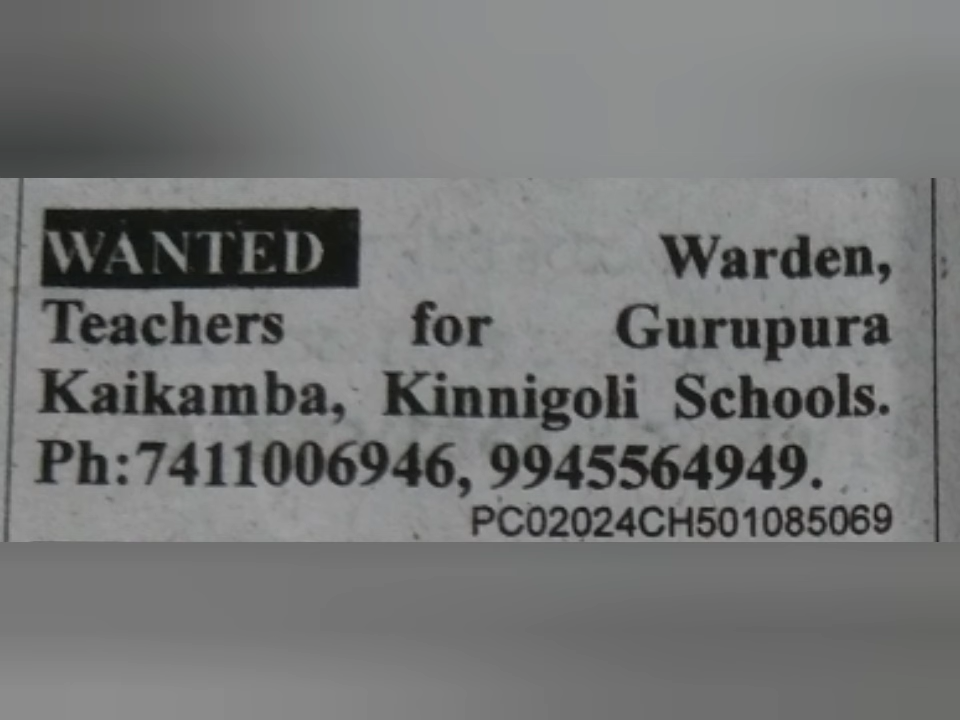 WANTED Warden,
Teachers for Gurupura
Kaikamba, Kinnigoli Schools.
Ph:7411006946, 9945564949.
PC02024CH501085069